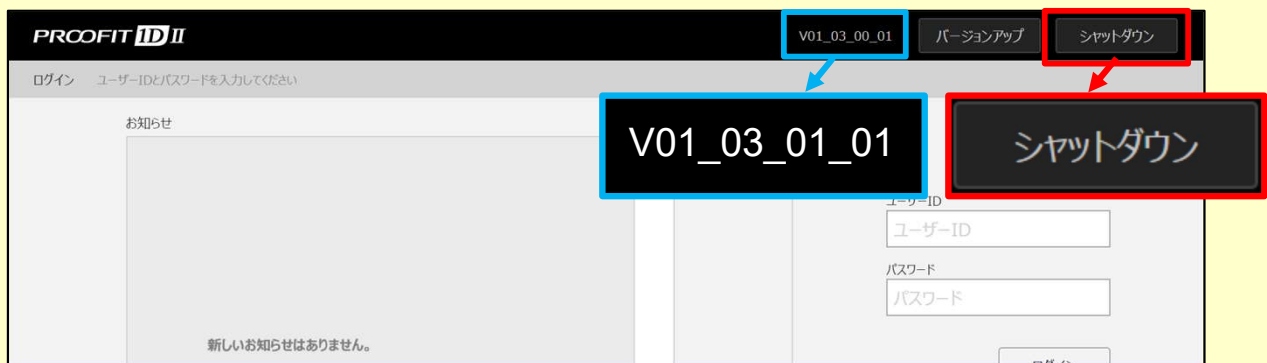 PROOFIT 1D II
V01_03_00_01
バージョンアップ
シャットダウン
ログイン ユーザーIDとパスワードを入力してください
お知らせ
V01_03_01_01
シャットダウン
ユーザーID
ユーザーID
パスワード
パスワード
新しいお知らせはありません。
ログイン